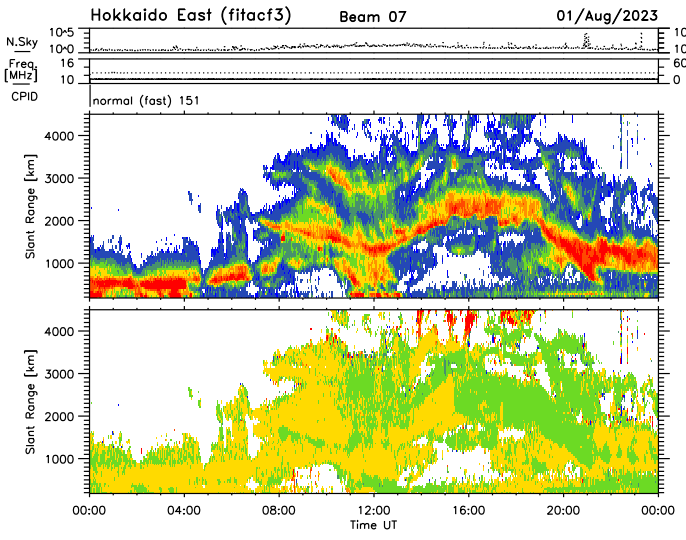 Hokkaido East (fitacf3) Beam 07 01/Aug/2023
N.Sky 10^5 10^0 10^5 10^0
Freq. [MHz] 16 10 60 0
CPID normal (fast) 151
Slant Range [km] 4000 3000 2000 1000
Slant Range [km] 4000 3000 2000 1000
00:00 04:00 08:00 12:00 16:00 20:00 00:00
Time UT